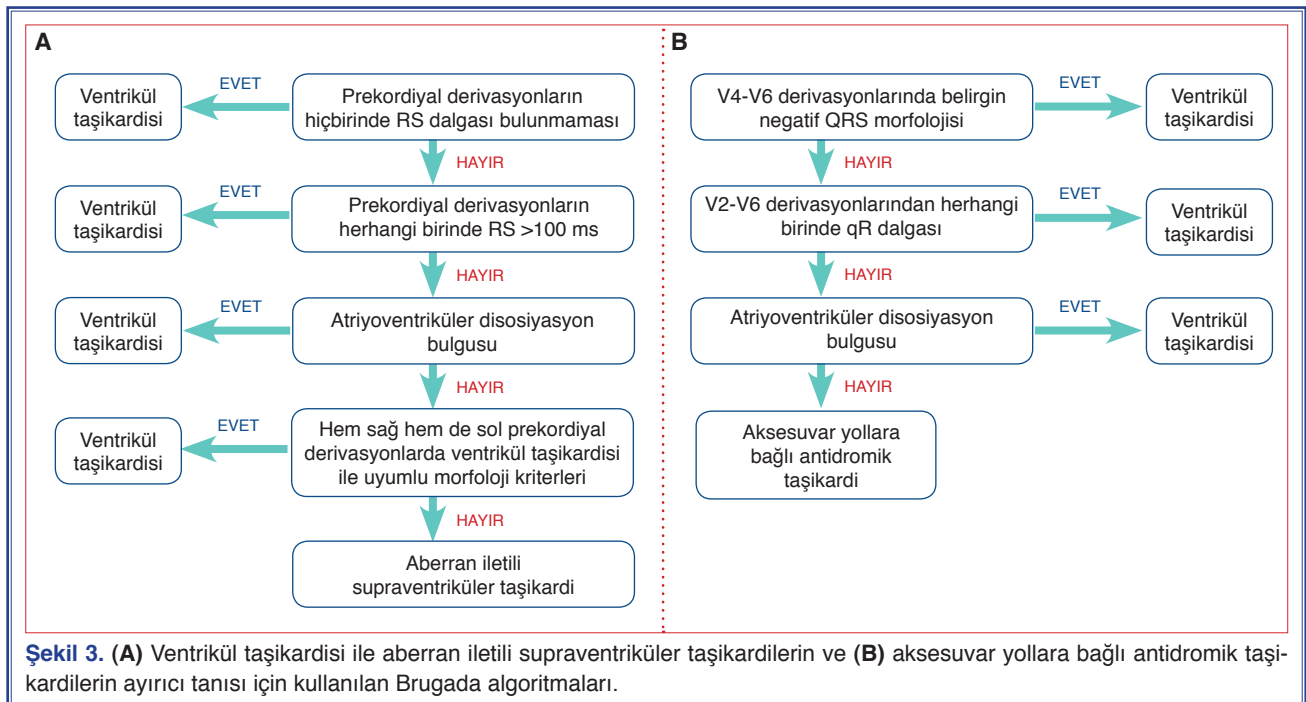 A
Ventrikül
taşikardisi
EVET
Prekordiyal derivasyonların
hiçbirinde RS dalgası bulunmaması
HAYIR
Ventrikül
taşikardisi
EVET
Prekordiyal derivasyonların
herhangi birinde RS >100 ms
HAYIR
Ventrikül
taşikardisi
EVET
Atriyoventriküler disosiyasyon
bulgusu
HAYIR
Ventrikül
taşikardisi
EVET
Hem sağ hem de sol prekordiyal
derivasyonlarda ventrikül taşikardisi
ile uyumlu morfoloji kriterleri
HAYIR
Aberran iletili
supraventriküler taşikardi
B
V4-V6 derivasyonlarında belirgin
negatif QRS morfolojisi
EVET
Ventrikül
taşikardisi
HAYIR
V2-V6 derivasyonlarından herhangi
birinde qR dalgası
EVET
Ventrikül
taşikardisi
HAYIR
Atriyoventriküler disosiyasyon
bulgusu
EVET
Ventrikül
taşikardisi
HAYIR
Aksesuvar yollara
bağlı antidromik
taşikardi
Şekil 3. (A) Ventrikül taşikardisi ile aberran iletili supraventriküler taşikardilerin ve (B) aksesuvar yollara bağlı antidromik taşi-
kardilerin ayırıcı tanısı için kullanılan Brugada algoritmaları.